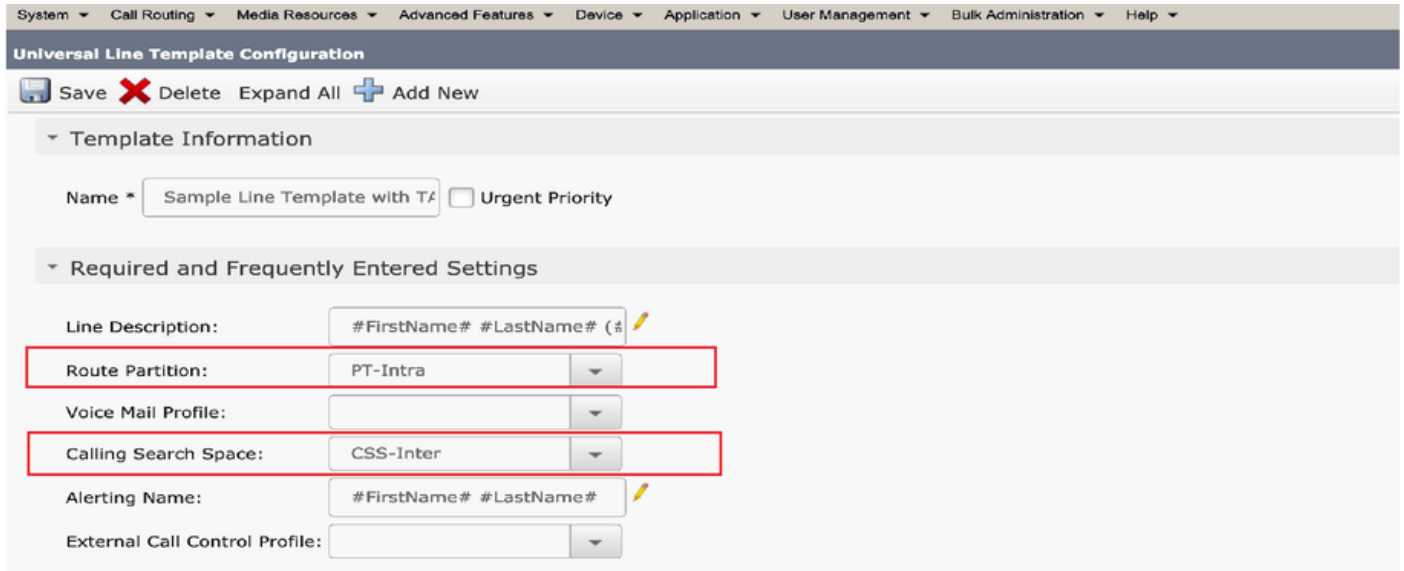 System Call Routing Media Resources Advanced Features Device Application User Management Bulk Administration Help
Universal Line Template Configuration
Save Delete Expand All Add New
Template Information
Name * Sample Line Template with Urgent Priority
Required and Frequently Entered Settings
Line Description: #FirstName# #LastName# (
Route Partition: PT-Intra
Voice Mail Profile:
Calling Search Space: CSS-Inter
Alerting Name: #FirstName# #LastName#
External Call Control Profile: